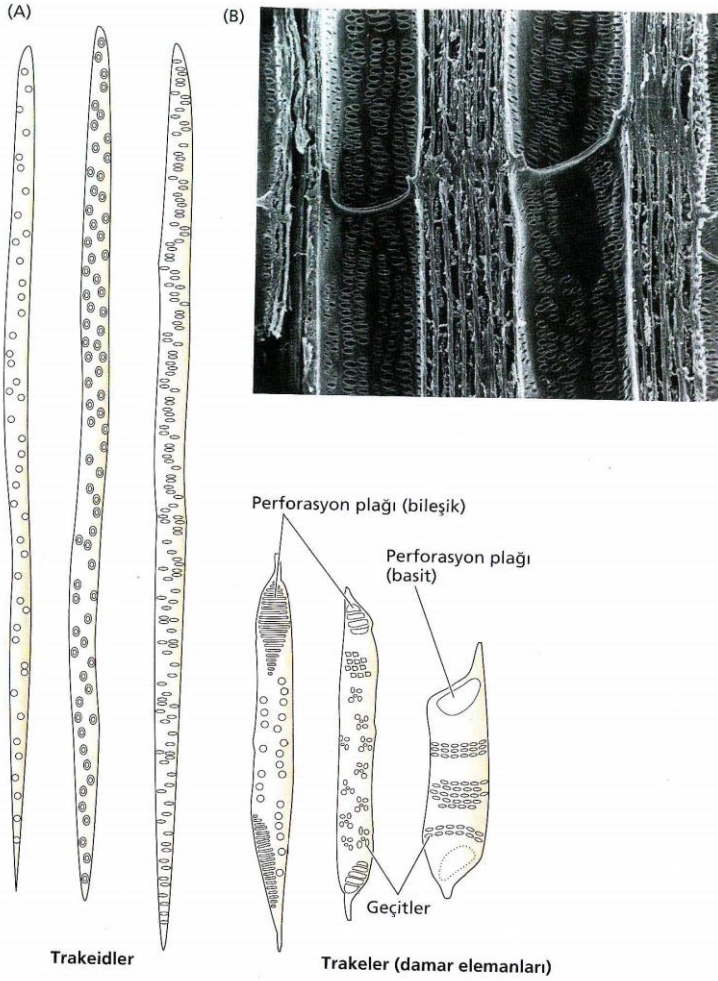 (A)
(B)
Perforasyon plağı (bileşik)
Perforasyon plağı
(basit)
Geçitler
Trakeidler
Trakeler (damar elemanları)